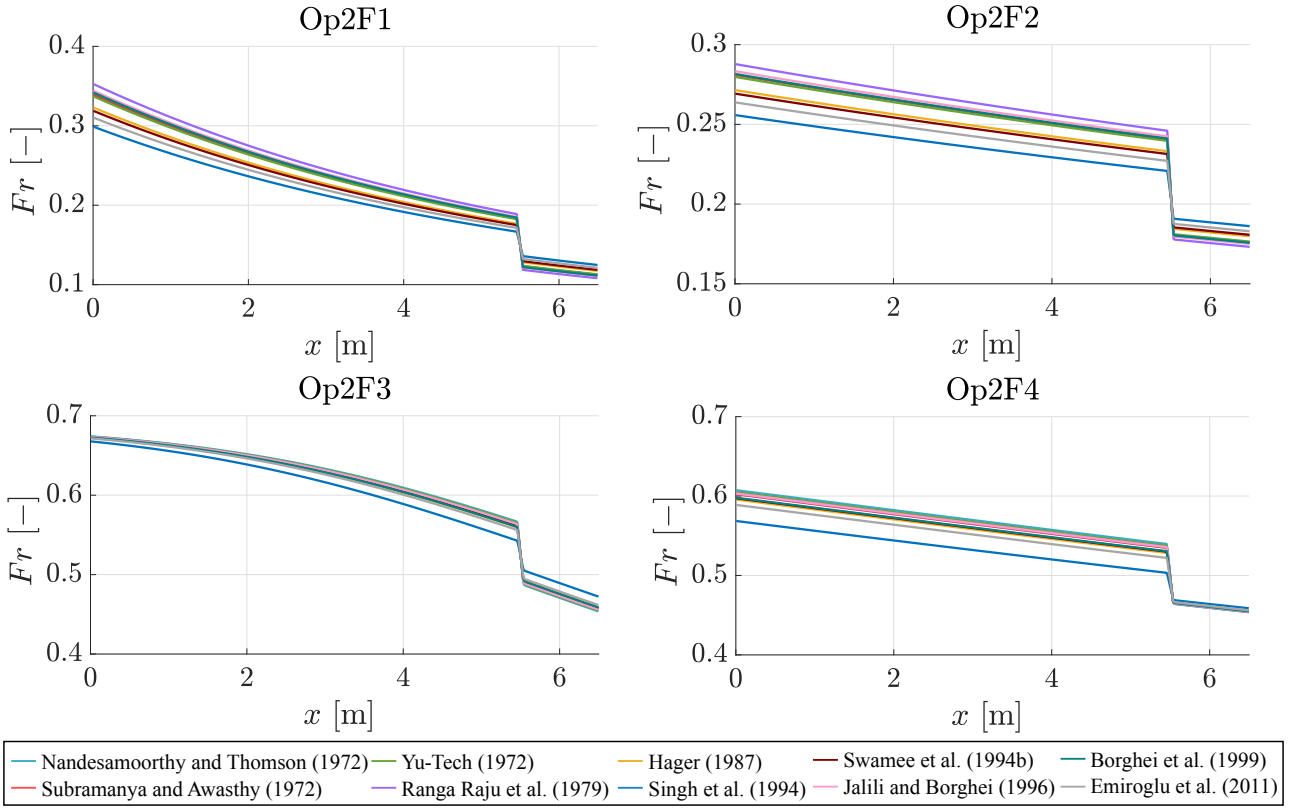 Op2F1
0.4
0.3
0.2
0.1
Fr [−]
0 2 4 6
x [m]
Op2F2
0.3
0.25
0.2
0.15
Fr [−]
0 2 4 6
x [m]
Op2F3
0.7
0.6
0.5
0.4
Fr [−]
0 2 4 6
x [m]
Op2F4
0.7
0.6
0.5
0.4
Fr [−]
0 2 4 6
x [m]
Nandesamoorthy and Thomson (1972) Yu-Tech (1972) Hager (1987) Swamee et al. (1994b) Borghei et al. (1999)
Subramanya and Awasthy (1972) Ranga Raju et al. (1979) Singh et al. (1994) Jalili and Borghei (1996) Emiroglu et al. (2011)